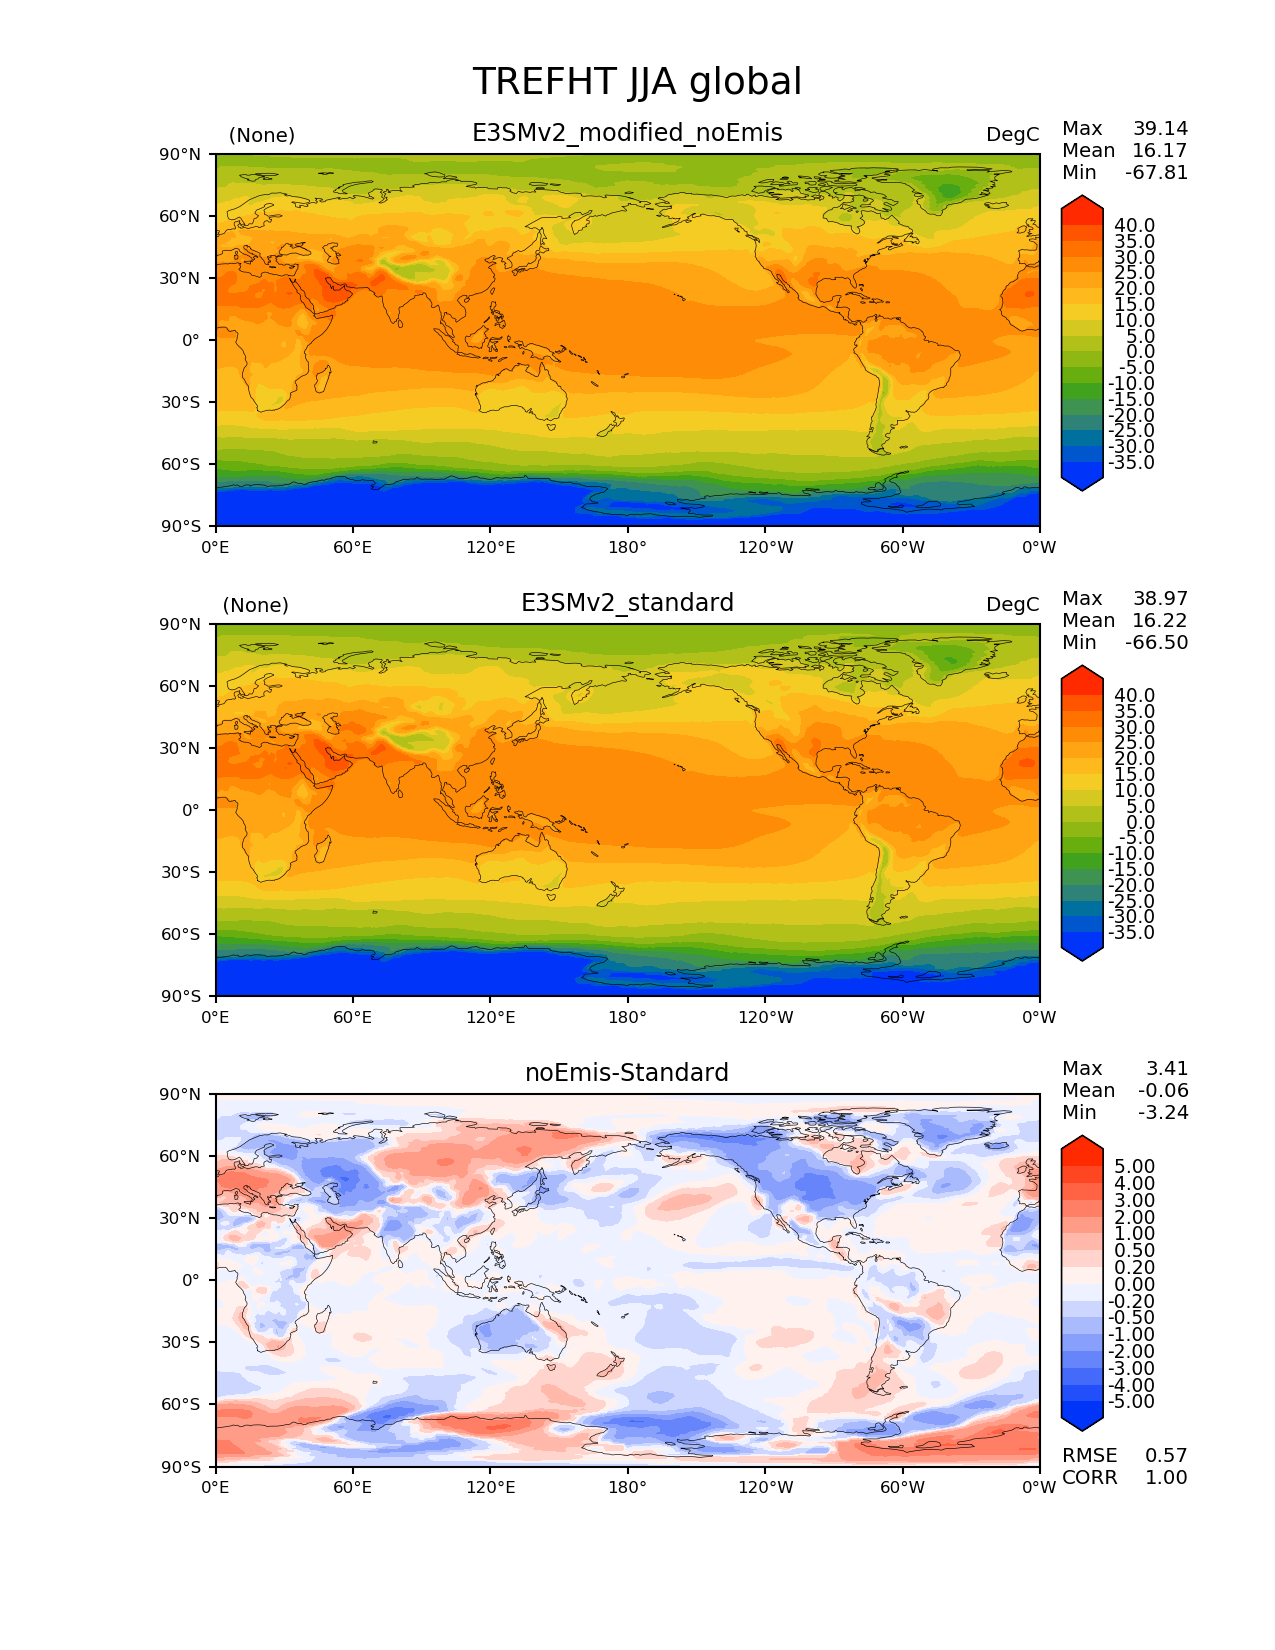 TREFHT JJA global
(None) E3SMv2_modified_noEmis DegC
Max 39.14
Mean 16.17
Min -67.81
90°N
60°N
30°N
0°
30°S
60°S
90°S
0°E 60°E 120°E 180° 120°W 60°W 0°W
40.0
35.0
30.0
25.0
20.0
15.0
10.0
5.0
0.0
-5.0
-10.0
-15.0
-20.0
-25.0
-30.0
-35.0
(None) E3SMv2_standard DegC
Max 38.97
Mean 16.22
Min -66.50
90°N
60°N
30°N
0°
30°S
60°S
90°S
0°E 60°E 120°E 180° 120°W 60°W 0°W
40.0
35.0
30.0
25.0
20.0
15.0
10.0
5.0
0.0
-5.0
-10.0
-15.0
-20.0
-25.0
-30.0
-35.0
noEmis-Standard
Max 3.41
Mean -0.06
Min -3.24
90°N
60°N
30°N
0°
30°S
60°S
90°S
0°E 60°E 120°E 180° 120°W 60°W 0°W
5.00
4.00
3.00
2.00
1.00
0.50
0.20
0.00
-0.20
-0.50
-1.00
-2.00
-3.00
-4.00
-5.00
RMSE 0.57
CORR 1.00